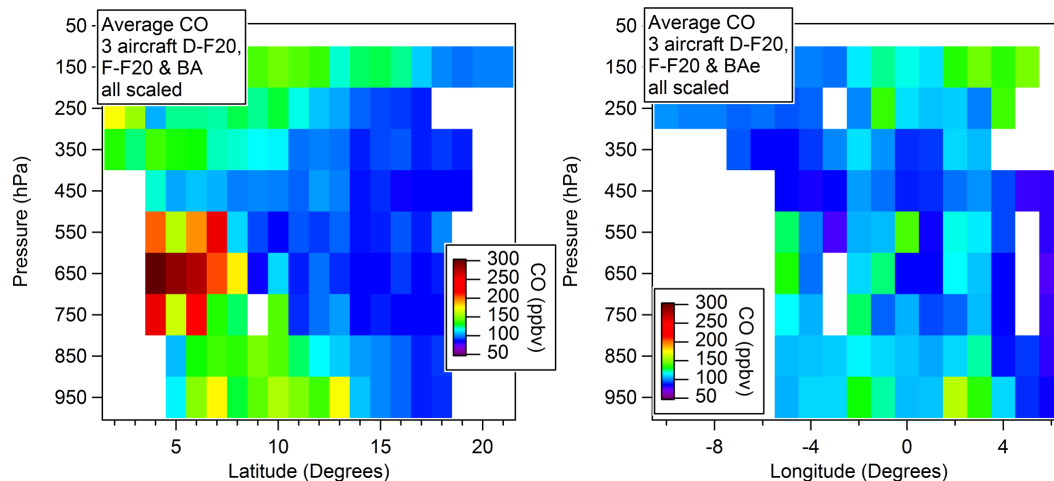 50
150
250
350
450
550
650
750
850
950
Pressure (hPa)
Average CO
3 aircraft D-F20,
F-F20 & BA
all scaled
300
250
200
150
100
50
CO (ppbv)
5
10
15
20
Latitude (Degrees)
50
150
250
350
450
550
650
750
850
950
Pressure (hPa)
Average CO
3 aircraft D-F20,
F-F20 & BAe
all scaled
300
250
200
150
100
50
CO (ppbv)
-8
-4
0
4
Longitude (Degrees)